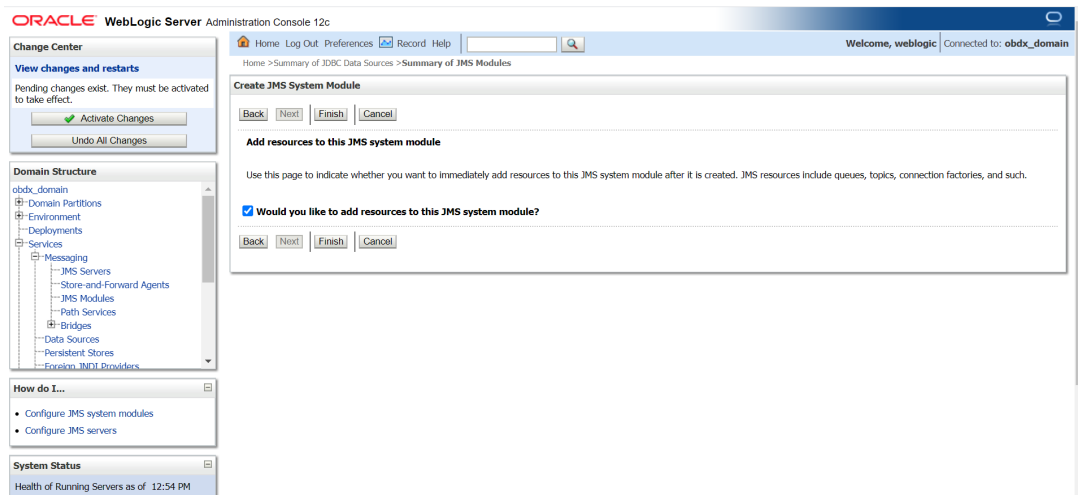 ORACLE WebLogic Server Administration Console 12c
Change Center
View changes and restarts
Pending changes exist. They must be activated
to take effect.
Activate Changes
Undo All Changes
Domain Structure
obdx_domain
Domain Partitions
Environment
Deployments
Services
Messaging
JMS Servers
Store-and-Forward Agents
JMS Modules
Path Services
Bridges
Data Sources
Persistent Stores
Foreign JNDI Providers
How do I...
Configure JMS system modules
Configure JMS servers
System Status
Health of Running Servers as of 12:54 PM
Home Log Out Preferences Record Help
Welcome, weblogic Connected to: obdx_domain
Home >Summary of JDBC Data Sources >Summary of JMS Modules
Create JMS System Module
Back Next Finish Cancel
Add resources to this JMS system module
Use this page to indicate whether you want to immediately add resources to this JMS system module after it is created. JMS resources include queues, topics, connection factories, and such.
Would you like to add resources to this JMS system module?
Back Next Finish Cancel